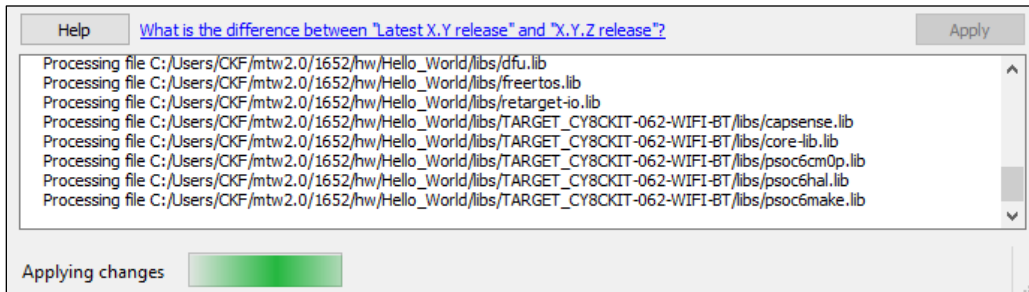 Help What is the difference between "Latest X.Y release" and "X.Y.Z release"? Apply
Processing file C:/Users/CKF/mtw2.0/1652/hw/Hello_World/libs/dfu.lib
Processing file C:/Users/CKF/mtw2.0/1652/hw/Hello_World/libs/freertos.lib
Processing file C:/Users/CKF/mtw2.0/1652/hw/Hello_World/libs/retarget-io.lib
Processing file C:/Users/CKF/mtw2.0/1652/hw/Hello_World/libs/TARGET_CY8CKIT-062-WIFI-BT/libs/capsense.lib
Processing file C:/Users/CKF/mtw2.0/1652/hw/Hello_World/libs/TARGET_CY8CKIT-062-WIFI-BT/libs/core-lib.lib
Processing file C:/Users/CKF/mtw2.0/1652/hw/Hello_World/libs/TARGET_CY8CKIT-062-WIFI-BT/libs/psoc6cm0p.lib
Processing file C:/Users/CKF/mtw2.0/1652/hw/Hello_World/libs/TARGET_CY8CKIT-062-WIFI-BT/libs/psoc6hal.lib
Processing file C:/Users/CKF/mtw2.0/1652/hw/Hello_World/libs/TARGET_CY8CKIT-062-WIFI-BT/libs/psoc6make.lib
Applying changes